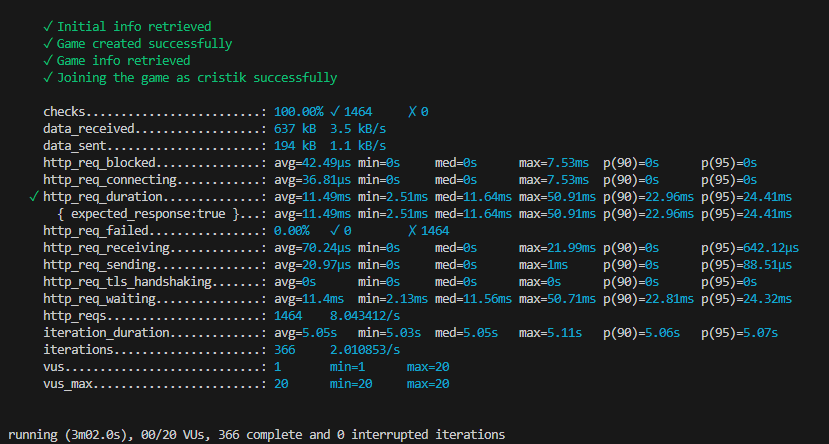 ✓ Initial info retrieved
✓ Game created successfully
✓ Game info retrieved
✓ Joining the game as cristik successfully
checks.........................: 100.00% ✓ 1464 ✗ 0
data_received..................: 637 kB 3.5 kB/s
data_sent......................: 194 kB 1.1 kB/s
http_req_blocked...............: avg=42.49µs min=0s med=0s max=7.53ms p(90)=0s p(95)=0s
http_req_connecting............: avg=36.81µs min=0s med=0s max=7.53ms p(90)=0s p(95)=0s
✓ http_req_duration..............: avg=11.49ms min=2.51ms med=11.64ms max=50.91ms p(90)=22.96ms p(95)=24.41ms
{ expected_response:true }...: avg=11.49ms min=2.51ms med=11.64ms max=50.91ms p(90)=22.96ms p(95)=24.41ms
http_req_failed................: 0.00% ✓ 0 ✗ 1464
http_req_receiving.............: avg=70.24µs min=0s med=0s max=21.99ms p(90)=0s p(95)=642.12µs
http_req_sending...............: avg=20.97µs min=0s med=0s max=1ms p(90)=0s p(95)=88.51µs
http_req_tls_handshaking.......: avg=0s min=0s med=0s max=0s p(90)=0s p(95)=0s
http_req_waiting...............: avg=11.4ms min=2.13ms med=11.56ms max=50.71ms p(90)=22.81ms p(95)=24.32ms
http_reqs......................: 1464 8.043412/s
iteration_duration.............: avg=5.05s min=5.03s med=5.05s max=5.11s p(90)=5.06s p(95)=5.07s
iterations.....................: 366 2.010853/s
vus............................: 1 min=1 max=20
vus_max........................: 20 min=20 max=20
running (3m02.0s), 00/20 VUs, 366 complete and 0 interrupted iterations